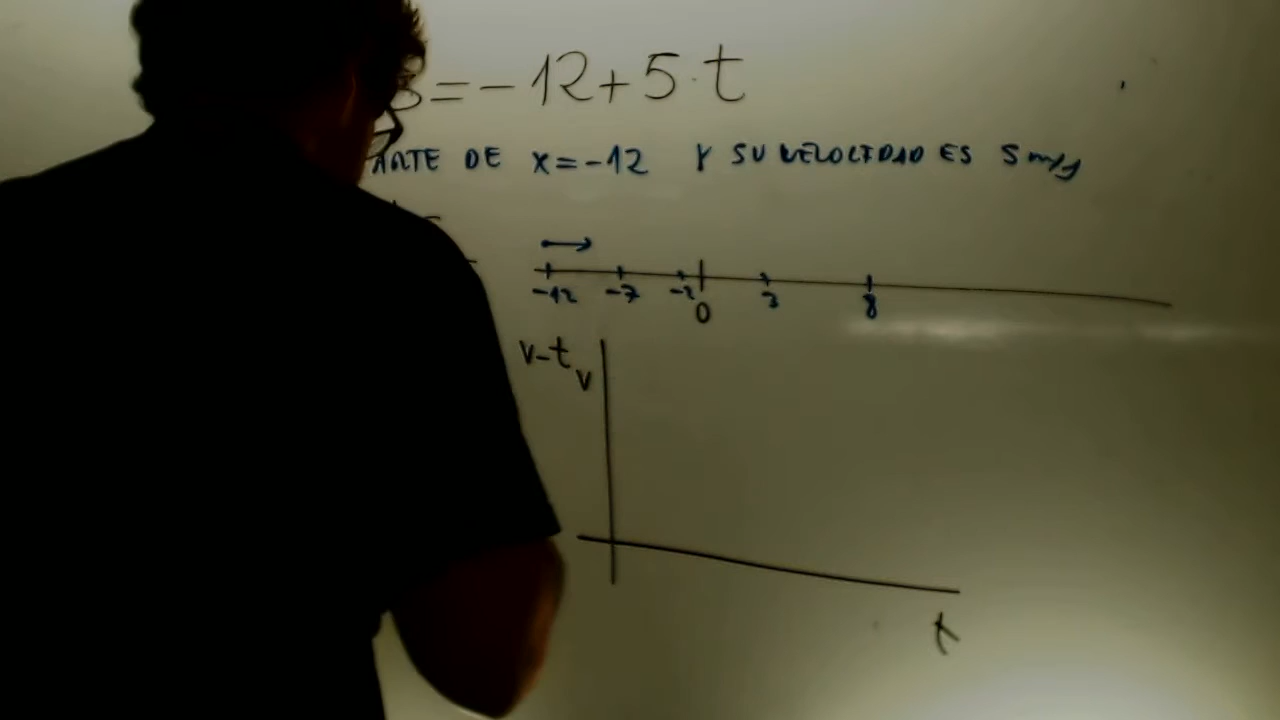 = -12 + 5 · t
ARTE DE x = -12 Y SU VELOCIDAD ES 5 m/s
-12 -7 -2 0 3 8
v-t
v
t